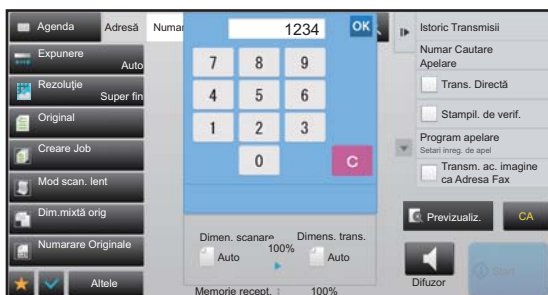 Agenda
Adresă
Numar
1234
OK
Istoric Transmisii
Expunere
Auto
Numar Cautare
Apelare
7 8 9
Rezoluţie
Super fin
Trans. Directă
4 5 6
Original
Stampil. de verif.
1 2 3
Creare Job
Program apelare
Setari inreg. de apel
0 C
Mod scan. lent
Transm. ac. imagine
ca Adresa Fax
Dim.mixtă orig
Previzualiz.
CA
Numarare Originale
Dimen. scanare
Dimens. trans.
100%
Auto
Auto
Altele
Memorie recept. : 100%
Difuzor
Start